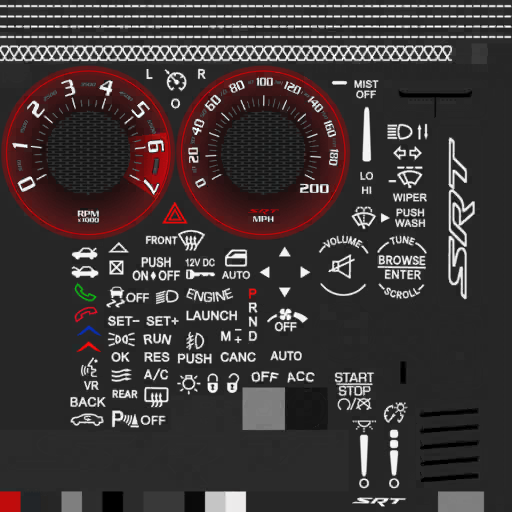 L R
O
MIST
OFF
0 1 2 3 4 5 6 7
RPM
x1000
0 20 40 60 80 100 120 140 160 180 200
SRT
MPH
LO
HI
WIPER
PUSH
WASH
SRT
FRONT
PUSH
ON OFF
12V DC
AUTO
VOLUME
TUNE
BROWSE
ENTER
SCROLL
OFF
ENGINE
P
R
N
D
SET- SET+
LAUNCH
OFF
RUN
M + -
OK RES PUSH CANC AUTO
VR
A/C
OFF ACC
BACK
REAR
P OFF
START
STOP
SRT